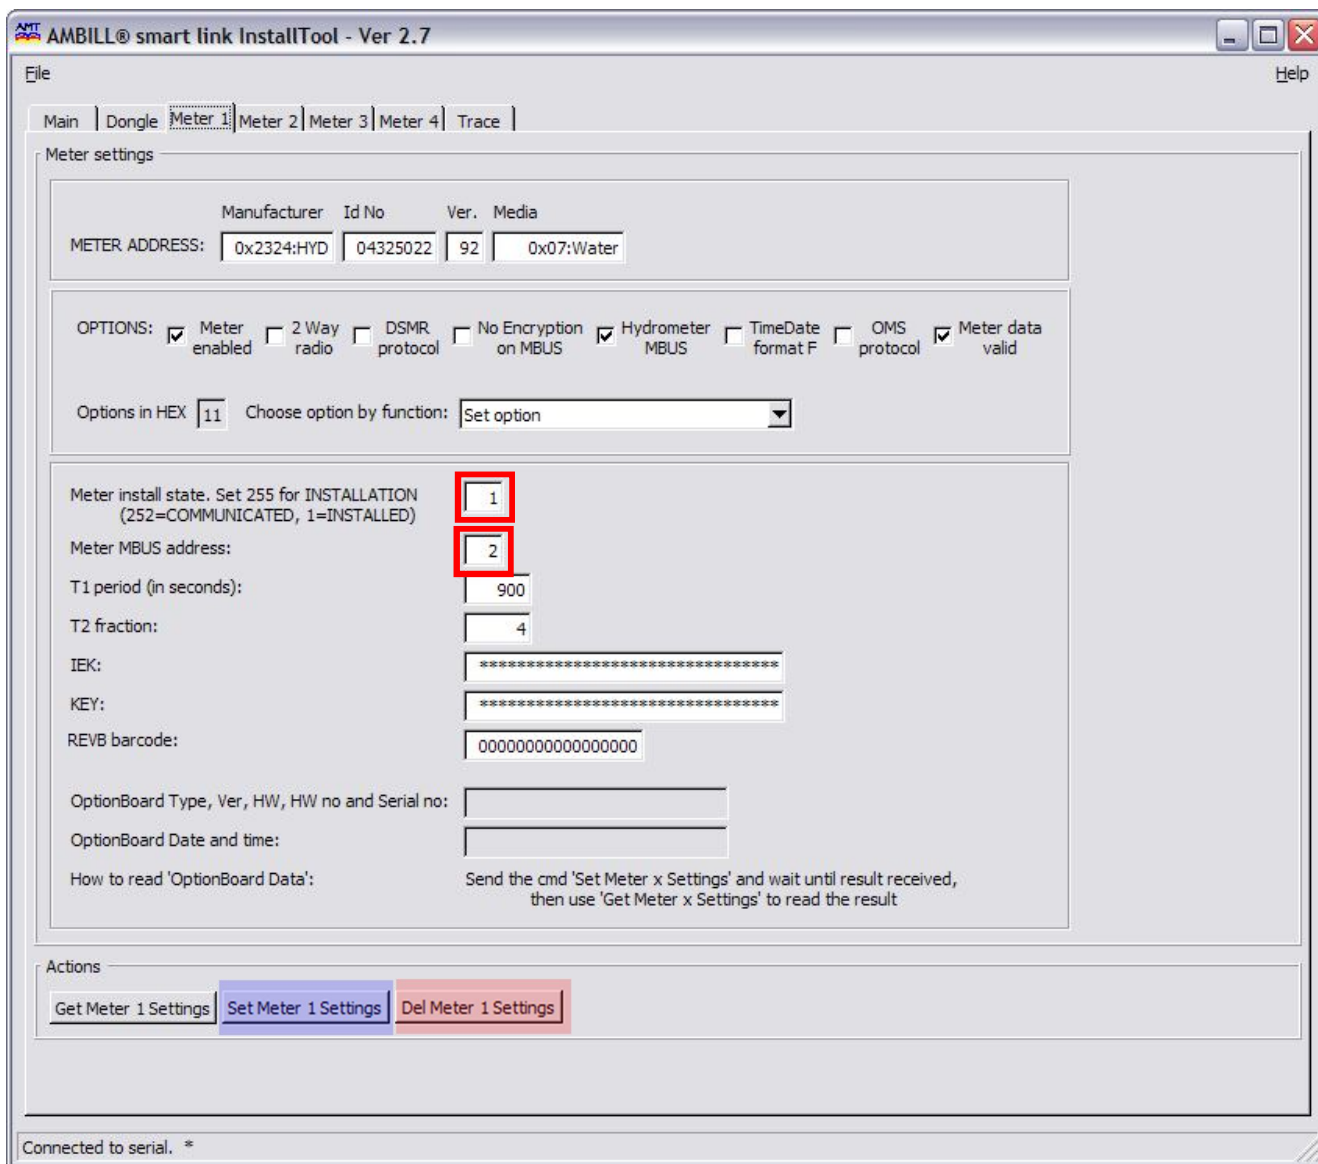 AMT
AMBILL® smart link InstallTool - Ver 2.7
File Help
Main Dongle Meter 1 Meter 2 Meter 3 Meter 4 Trace
Meter settings
Manufacturer Id No Ver. Media
METER ADDRESS: 0x2324:HYD 04325022 92 0x07:Water
OPTIONS: Meter enabled 2 Way radio DSMR protocol No Encryption on MBUS Hydrometer MBUS TimeDate format F OMS protocol Meter data valid
Options in HEX 11 Choose option by function: Set option
Meter install state. Set 255 for INSTALLATION 1
(252=COMMUNICATED, 1=INSTALLED)
Meter MBUS address: 2
T1 period (in seconds): 900
T2 fraction: 4
IEK: ********************************
KEY: ********************************
REVB barcode: 00000000000000000
OptionBoard Type, Ver, HW, HW no and Serial no:
OptionBoard Date and time:
How to read 'OptionBoard Data': Send the cmd 'Set Meter x Settings' and wait until result received,
then use 'Get Meter x Settings' to read the result
Actions
Get Meter 1 Settings Set Meter 1 Settings Del Meter 1 Settings
Connected to serial. *